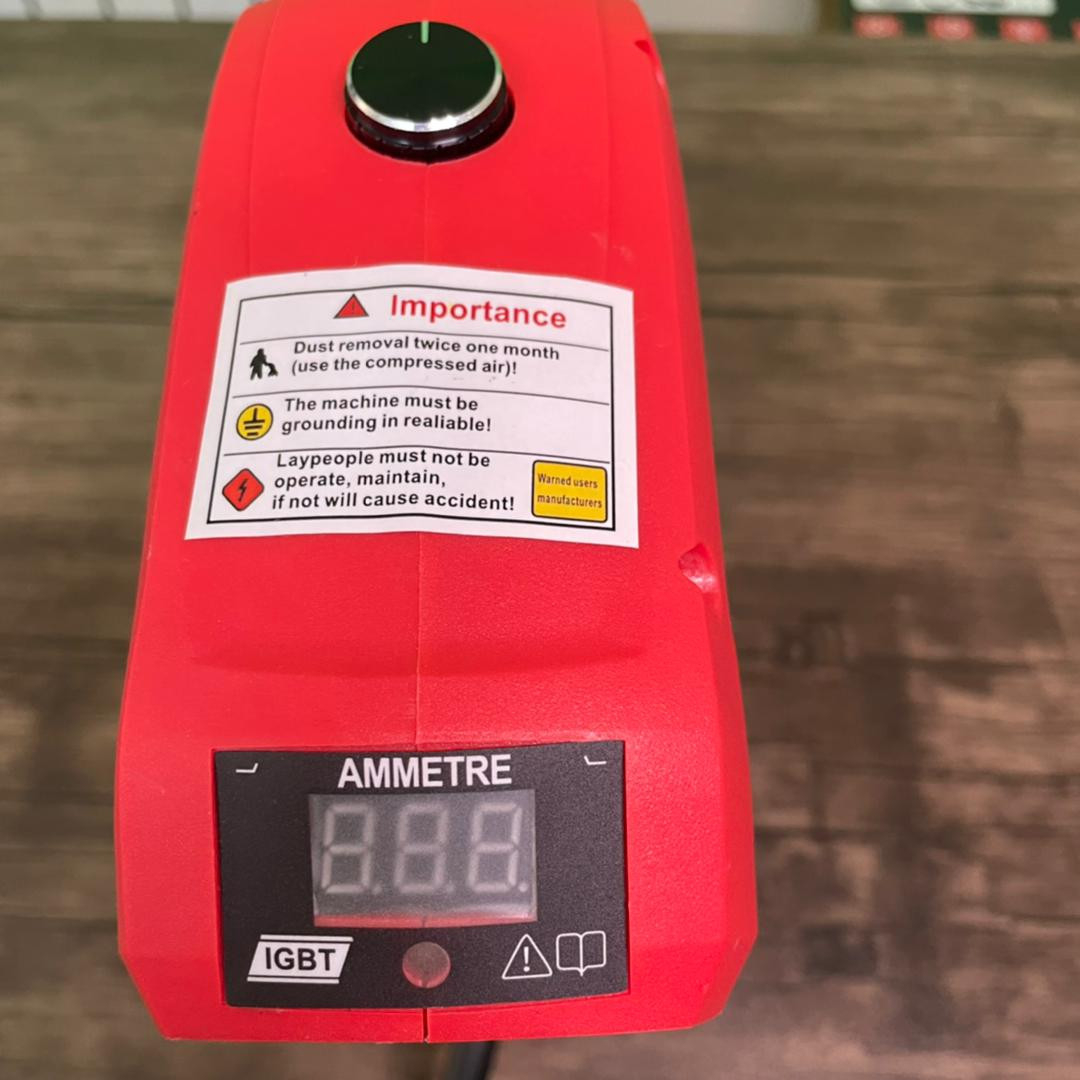 Importance
Dust removal twice one month
(use the compressed air)!
The machine must be
grounding in realiable!
Laypeople must not be
operate, maintain,
if not will cause accident!
Warned users
manufacturers
AMMETRE
IGBT